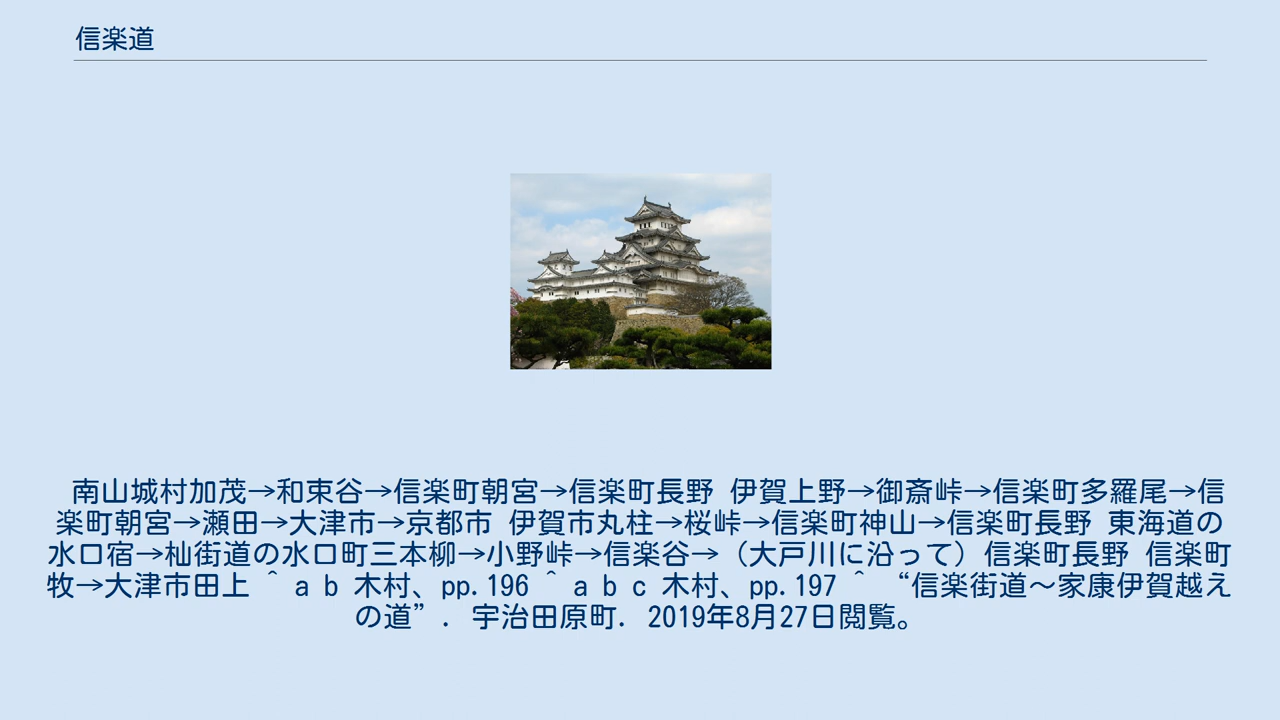 信楽道
南山城村加茂→和束谷→信楽町朝宮→信楽町長野 伊賀上野→御斎峠→信楽町多羅尾→信
楽町朝宮→瀬田→大津市→京都市 伊賀市丸柱→桜峠→信楽町神山→信楽町長野 東海道の
水口宿→杣街道の水口町三本柳→小野峠→信楽谷→（大戸川に沿って）信楽町長野 信楽町
牧→大津市田上 ^ a b 木村、pp.196 ^ a b c 木村、pp.197 ^ “信楽街道～家康伊賀越え
の道”. 宇治田原町. 2019年8月27日閲覧。